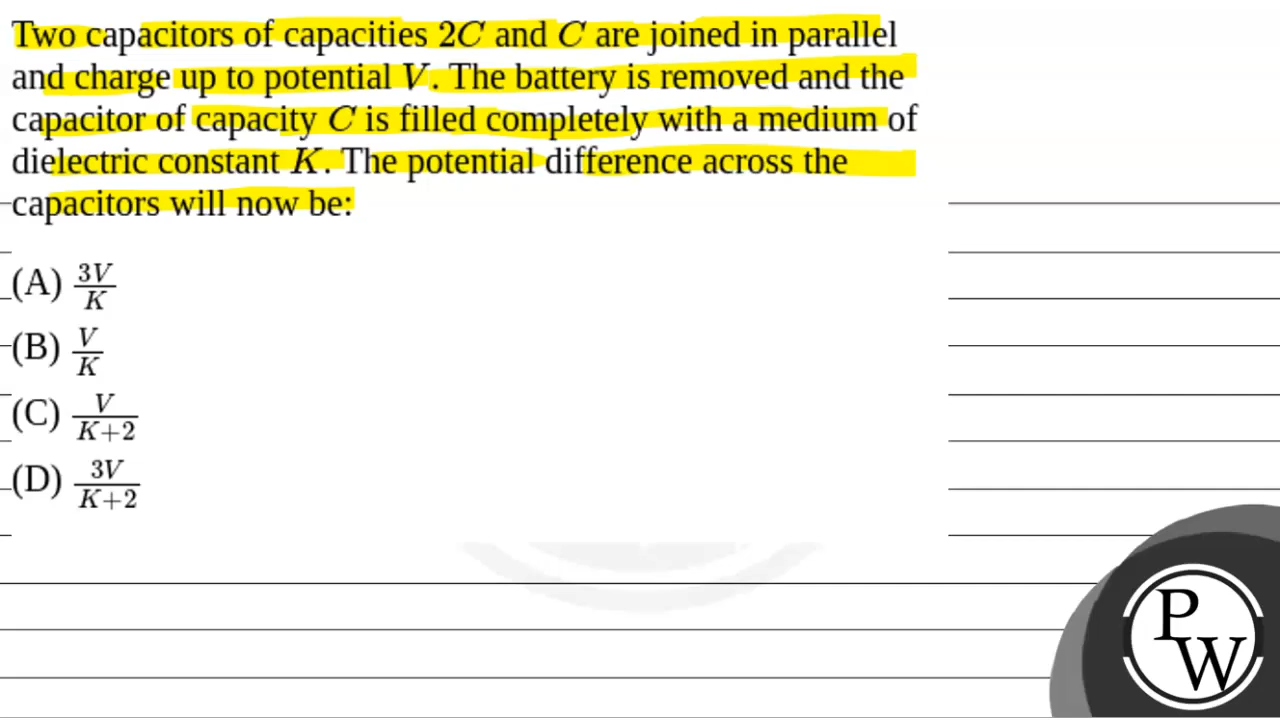 Two capacitors of capacities 2C and C are joined in parallel
and charge up to potential V. The battery is removed and the
capacitor of capacity C is filled completely with a medium of
dielectric constant K. The potential difference across the
capacitors will now be:
(A) 3V/K
(B) V/K
(C) V/K+2
(D) 3V/K+2
PW